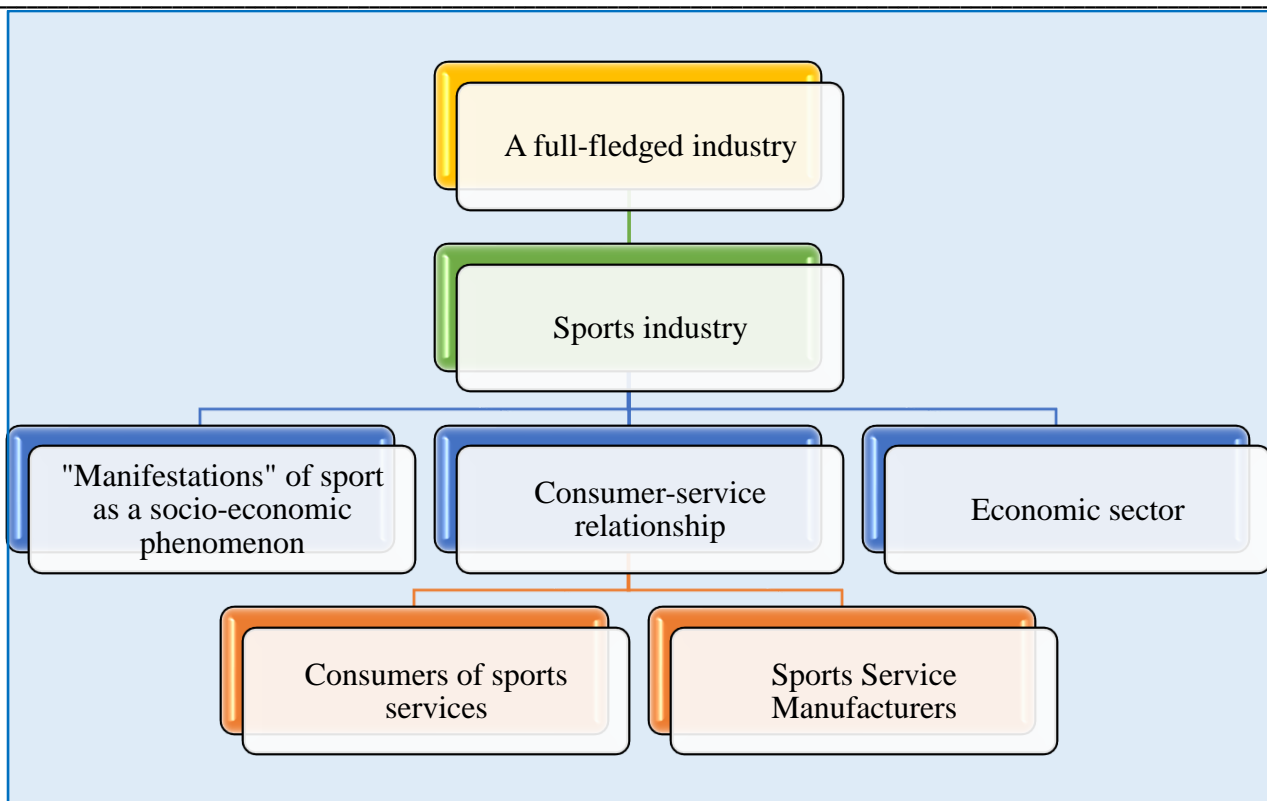 A full-fledged industry
Sports industry
"Manifestations" of sport
as a socio-economic
phenomenon
Consumer-service
relationship
Economic sector
Consumers of sports
services
Sports Service
Manufacturers